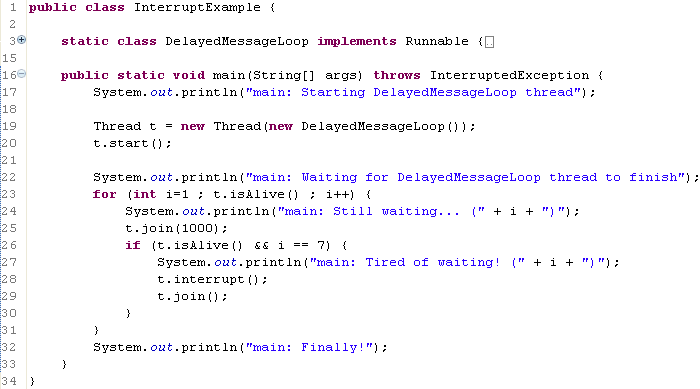 1 public class InterruptExample {
2
3 static class DelayedMessageLoop implements Runnable {
15
16 public static void main(String[] args) throws InterruptedException {
17 System.out.println("main: Starting DelayedMessageLoop thread");
18
19 Thread t = new Thread(new DelayedMessageLoop());
20 t.start();
21
22 System.out.println("main: Waiting for DelayedMessageLoop thread to finish");
23 for (int i=1 ; t.isAlive() ; i++) {
24 System.out.println("main: Still waiting... (" + i + ")");
25 t.join(1000);
26 if (t.isAlive() && i == 7) {
27 System.out.println("main: Tired of waiting! (" + i + ")");
28 t.interrupt();
29 t.join();
30 }
31 }
32 System.out.println("main: Finally!");
33 }
34 }